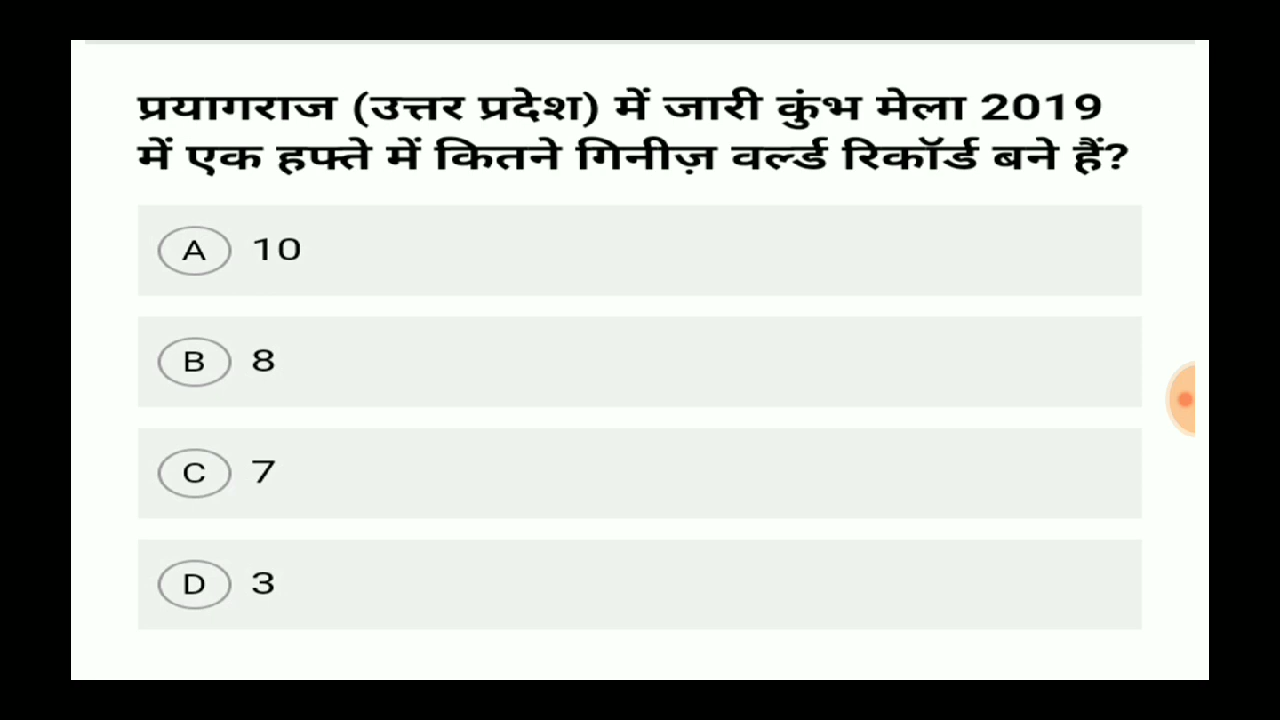 प्रयागराज (उत्तर प्रदेश) में जारी कुंभ मेला 2019
में एक हफ्ते में कितने गिनीज़ वर्ल्ड रिकॉर्ड बने हैं?
A 10
B 8
C 7
D 3